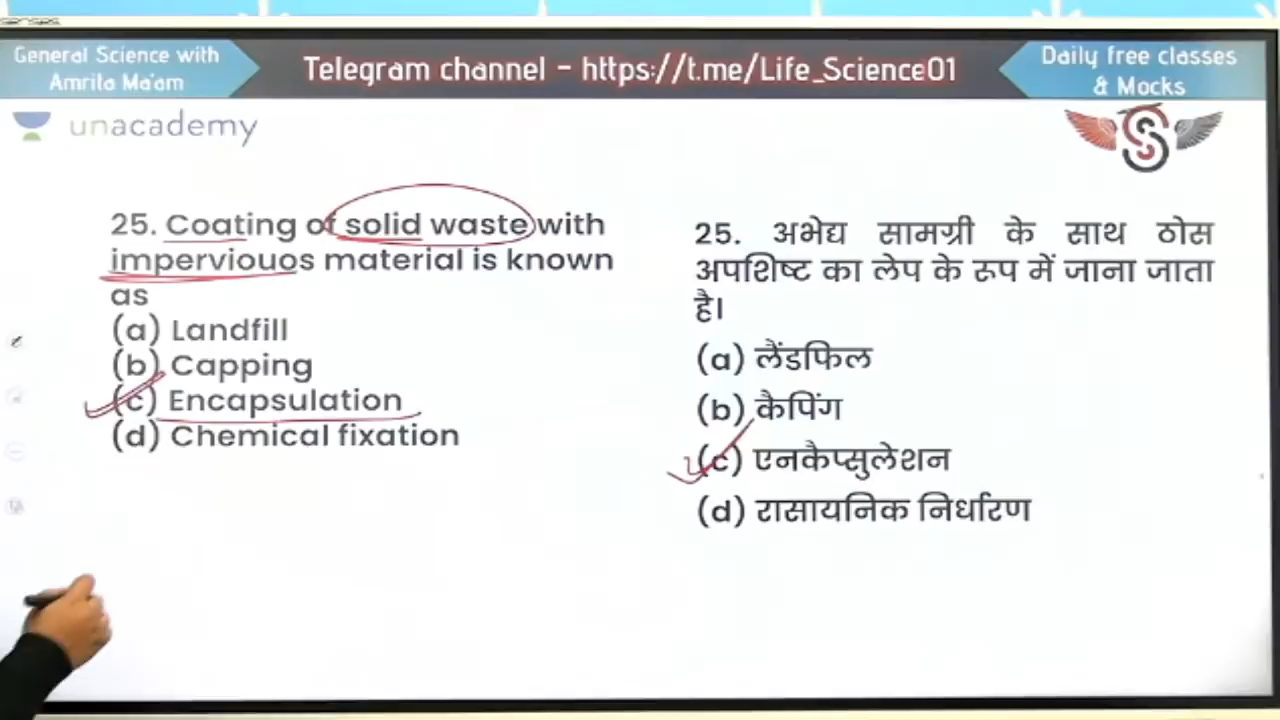 General Science with
Amrita Ma'am
Telegram channel - https://t.me/Life_Science01
Daily free classes
& Mocks
unacademy
25. Coating of solid waste with
imperviouos material is known
as
(a) Landfill
(b) Capping
(c) Encapsulation
(d) Chemical fixation
25. अभेद्य सामग्री के साथ ठोस
अपशिष्ट का लेप के रूप में जाना जाता
है।
(a) लैंडफिल
(b) कैपिंग
(c) एनकैप्सुलेशन
(d) रासायनिक निर्धारण